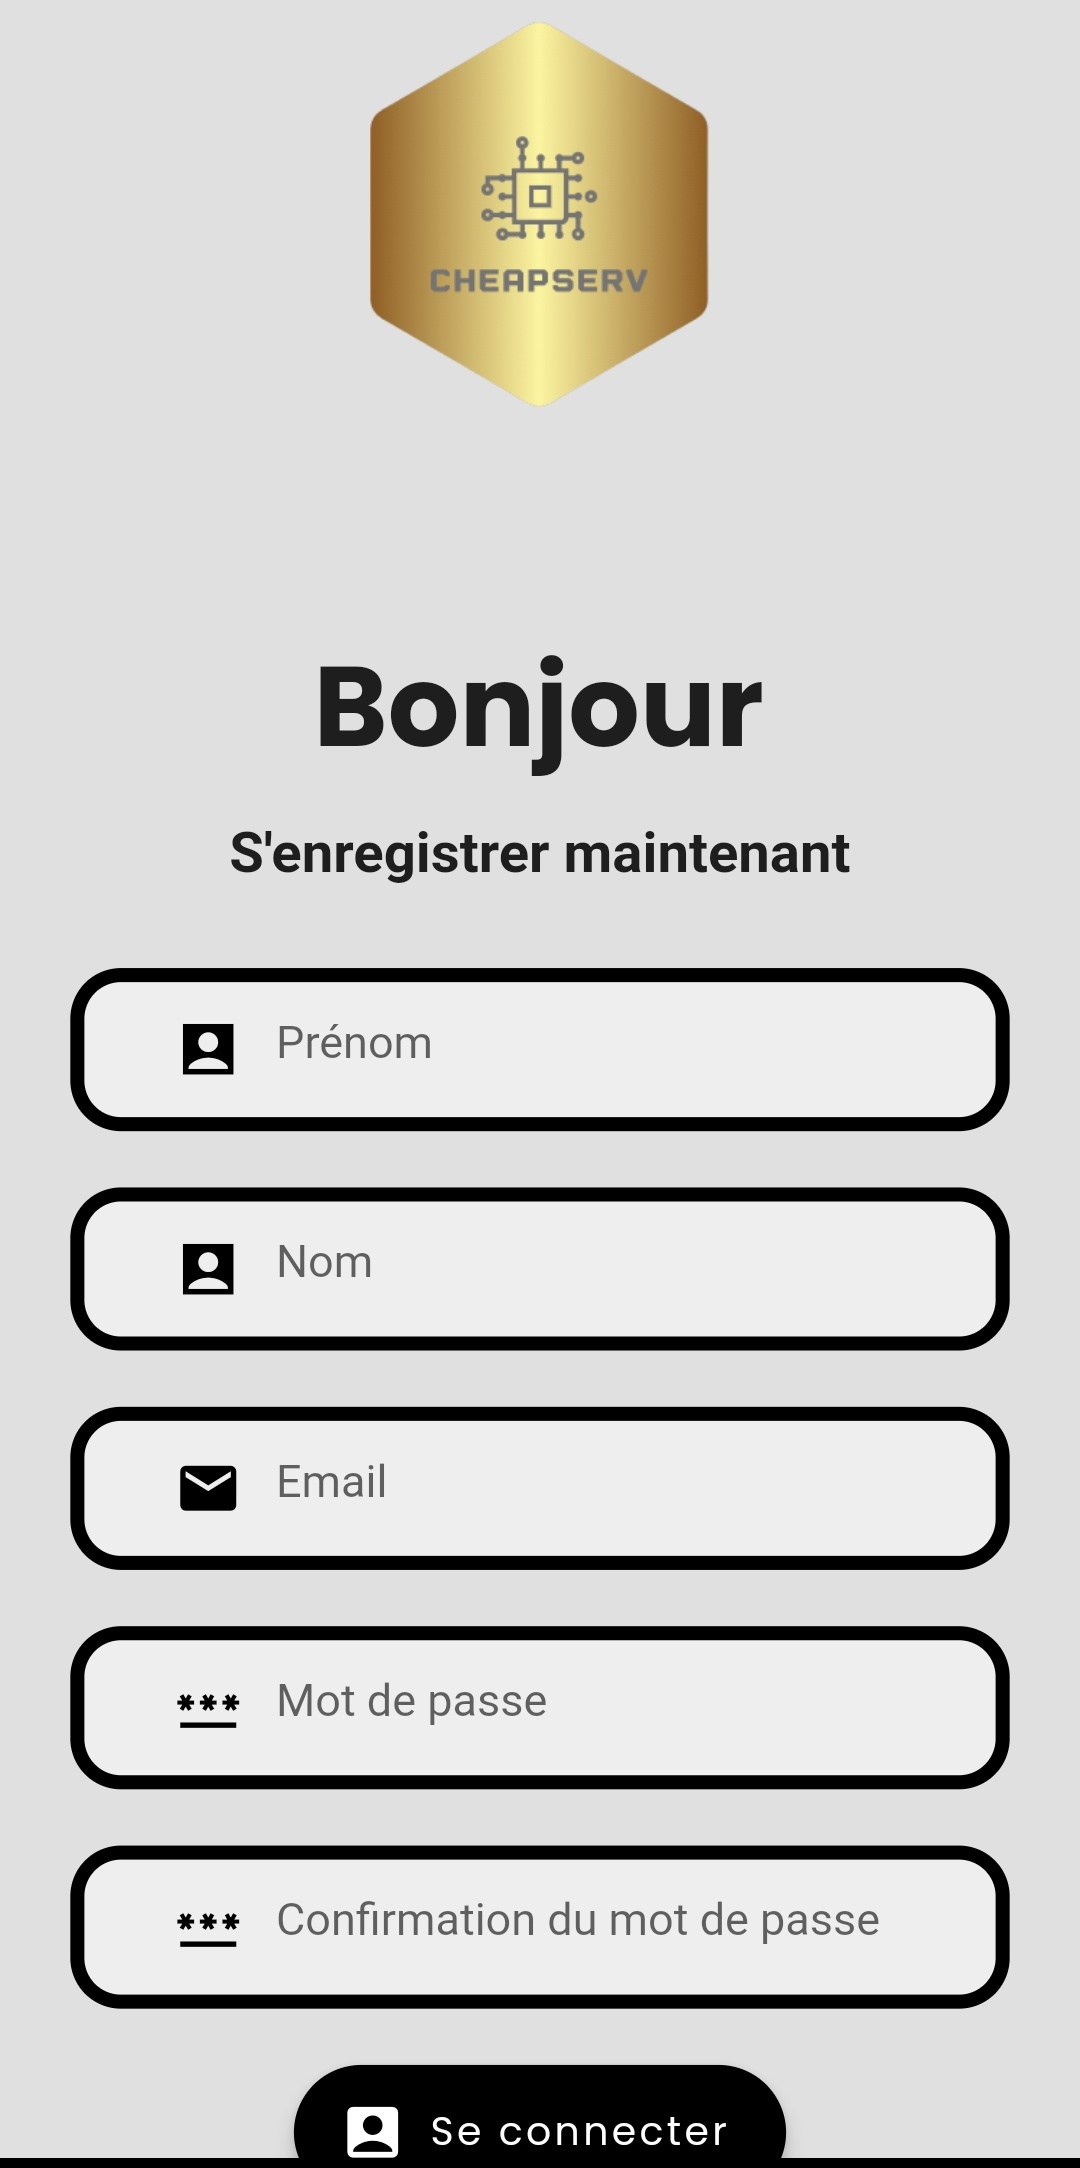 CHEAPSERV
Bonjour
S'enregistrer maintenant
Prénom
Nom
Email
*** Mot de passe
*** Confirmation du mot de passe
Se connecter